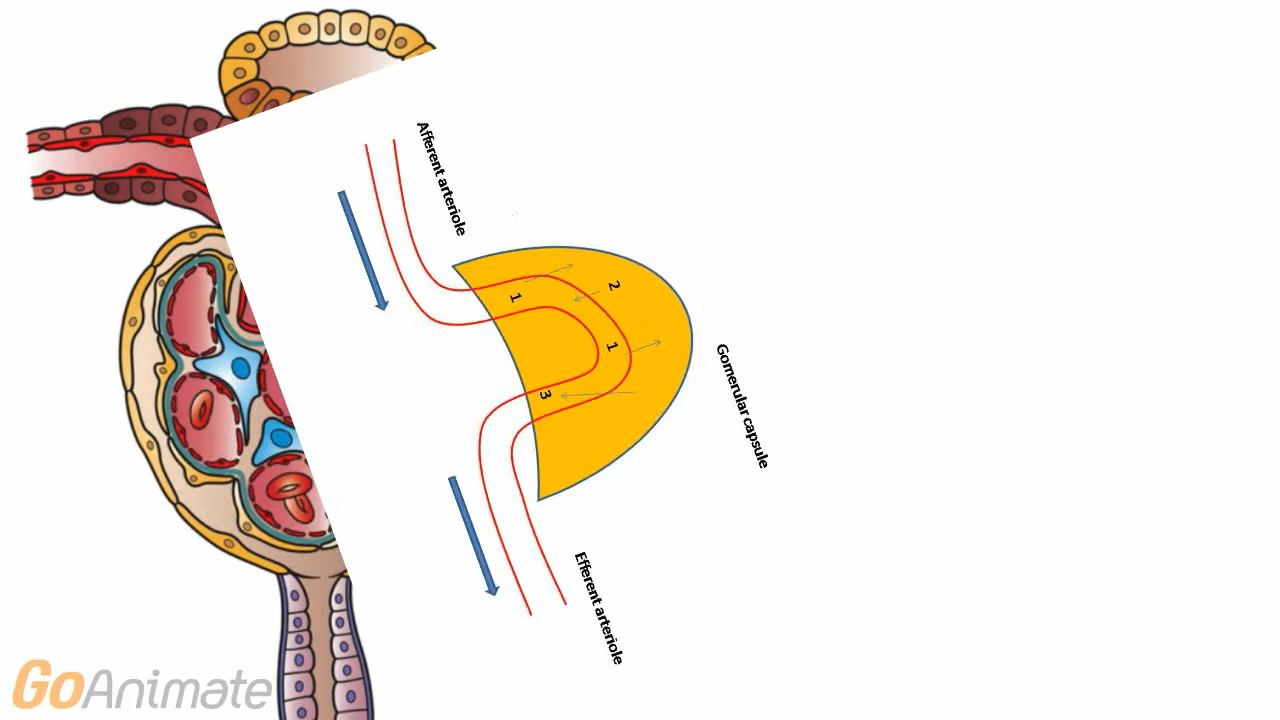 Afferent arteriole
1
2
1
3
Gomerular capsule
Efferent arteriole
GoAnimate